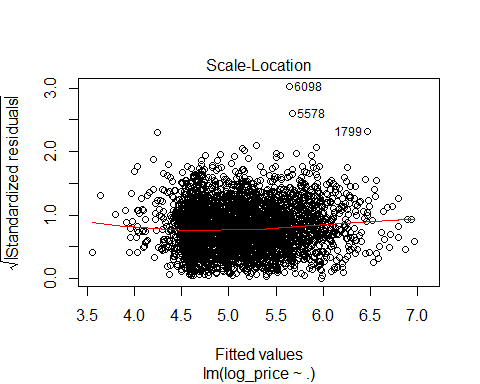 Scale-Location
√|Standardized residuals|
3.0
2.0
1.0
0.0
6098
5578
1799
3.5 4.0 4.5 5.0 5.5 6.0 6.5 7.0
Fitted values
lm(log_price ~ .)